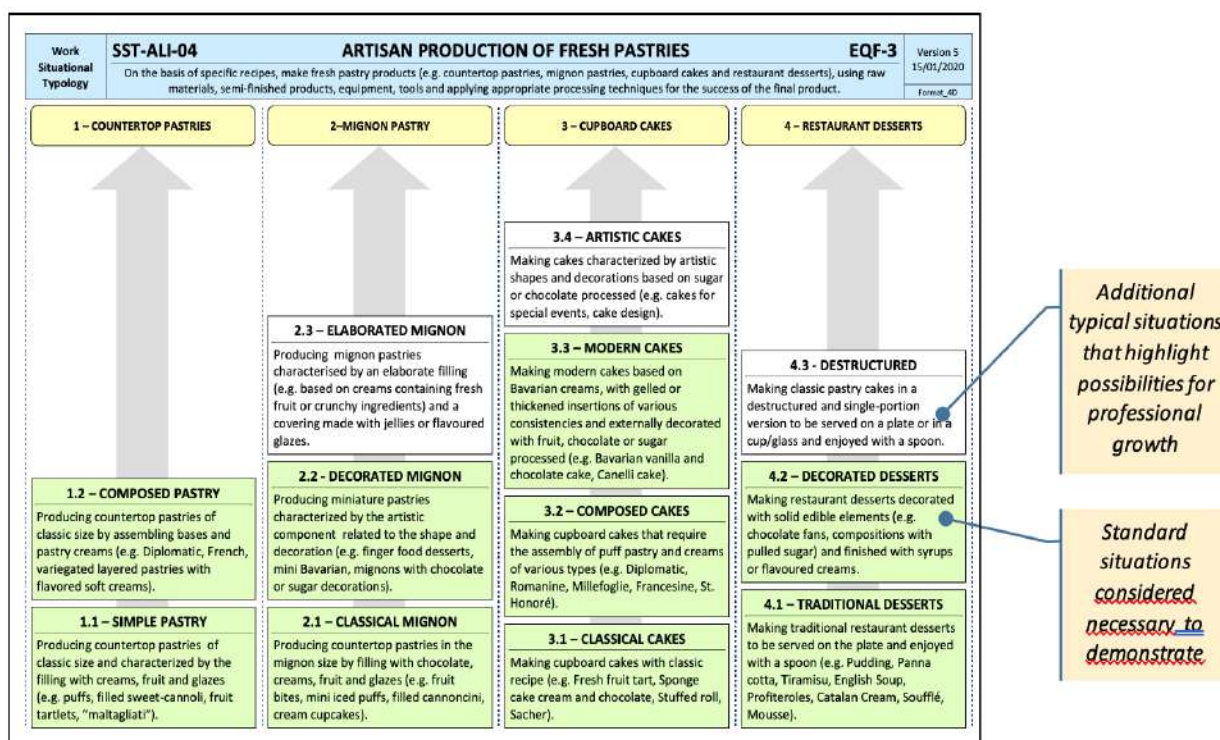 Work
Situational
Typology
SST-ALI-04
ARTISAN PRODUCTION OF FRESH PASTRIES
EQF-3
On the basis of specific recipes, make fresh pastry products (e.g. countertop pastries, mignon pastries, cupboard cakes and restaurant desserts), using raw
materials, semi-finished products, equipment, tools and applying appropriate processing techniques for the success of the final product.
Version 5
15/01/2020
Format_4D
1 – COUNTERTOP PASTRIES
2–MIGNON PASTRY
3 – CUPBOARD CAKES
4 – RESTAURANT DESSERTS
1.2 – COMPOSED PASTRY
Producing countertop pastries of
classic size by assembling bases and
pastry creams (e.g. Diplomatic, French,
variegated layered pastries with
flavored soft creams).
1.1 – SIMPLE PASTRY
Producing countertop pastries of
classic size and characterized by the
filling with creams, fruit and glazes
(e.g. puffs, filled sweet-cannoli, fruit
tartlets, "maltagliati").
2.3 – ELABORATED MIGNON
Producing mignon pastries
characterised by an elaborate filling
(e.g. based on creams containing fresh
fruit or crunchy ingredients) and a
covering made with jellies or flavoured
glazes.
2.2 - DECORATED MIGNON
Producing miniature pastries
characterized by the artistic
component related to the shape and
decoration (e.g. finger food desserts,
mini Bavarian, mignons with chocolate
or sugar decorations).
2.1 – CLASSICAL MIGNON
Producing countertop pastries in the
mignon size by filling with chocolate,
creams, fruit and glazes (e.g. fruit
bites, mini iced puffs, filled cannoncini,
cream cupcakes).
3.4 – ARTISTIC CAKES
Making cakes characterized by artistic
shapes and decorations based on sugar
or chocolate processed (e.g. cakes for
special events, cake design).
3.3 – MODERN CAKES
Making modern cakes based on
Bavarian creams, with gelled or
thickened insertions of various
consistencies and externally decorated
with fruit, chocolate or sugar
processed (e.g. Bavarian vanilla and
chocolate cake, Canelli cake).
3.2 – COMPOSED CAKES
Making cupboard cakes that require
the assembly of puff pastry and creams
of various types (e.g. Diplomatic,
Romanine, Millefoglie, Francesine, St.
Honoré).
3.1 – CLASSICAL CAKES
Making cupboard cakes with classic
recipe (e.g. Fresh fruit tart, Sponge
cake cream and chocolate, Stuffed roll,
Sacher).
4.3 - DESTRUCTURED
Making classic pastry cakes in a
destructured and single-portion
version to be served on a plate or in a
cup/glass and enjoyed with a spoon.
4.2 – DECORATED DESSERTS
Making restaurant desserts decorated
with solid edible elements (e.g.
chocolate fans, compositions with
pulled sugar) and finished with syrups
or flavoured creams.
4.1 – TRADITIONAL DESSERTS
Making traditional restaurant desserts
to be served on the plate and enjoyed
with a spoon (e.g. Pudding, Panna
cotta, Tiramisu, English Soup,
Profiteroles, Catalan Cream, Soufflé,
Mousse).
Additional
typical situations
that highlight
possibilities for
professional
growth
Standard
situations
considered
necessary to
demonstrate